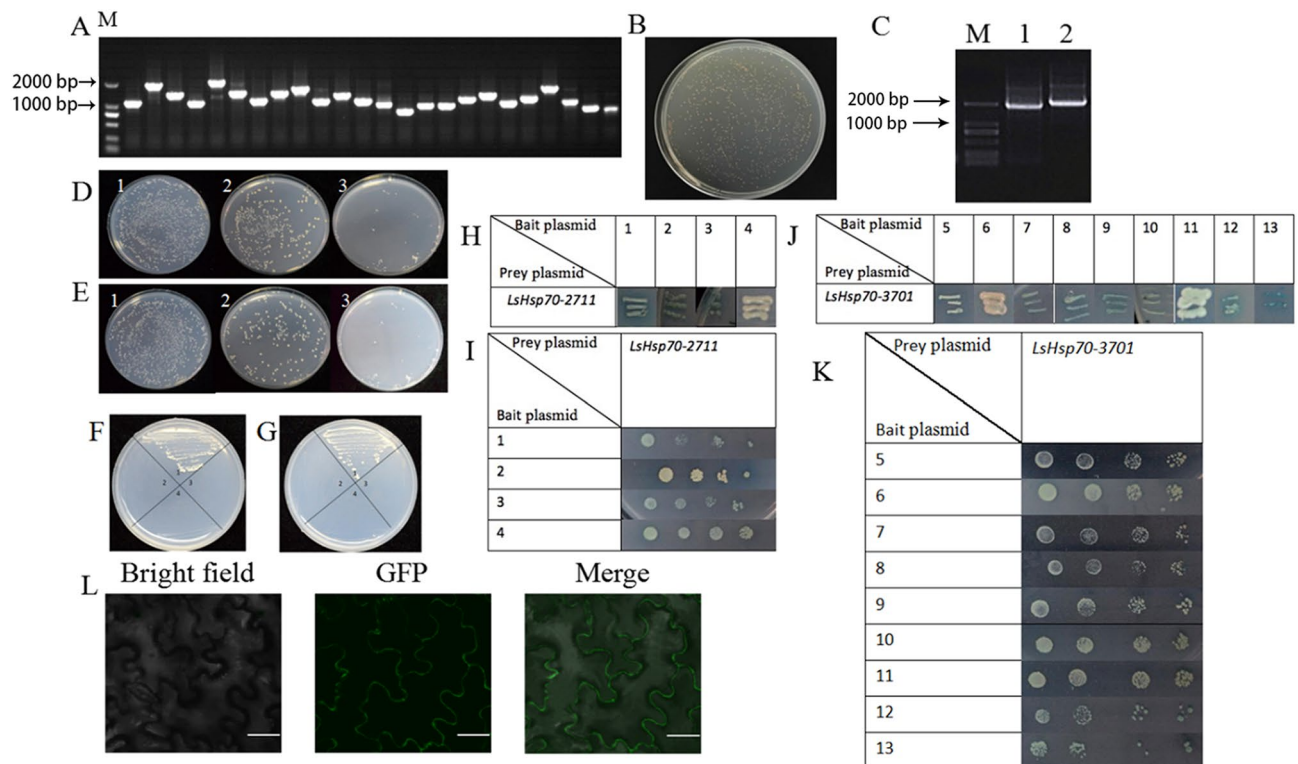 A M
2000 bp→
1000 bp→
B
C M 1 2
2000 bp
1000 bp
D 1 2 3
E 1 2 3
F
1
2 3
4
G
1
2 3
4
H
Bait plasmid 1 2 3 4
Prey plasmid
LsHsp70-2711
J
Bait plasmid 5 6 7 8 9 10 11 12 13
Prey plasmid
LsHsp70-3701
I
Prey plasmid LsHsp70-2711
Bait plasmid
1
2
3
4
K
Prey plasmid LsHsp70-3701
Bait plasmid
5
6
7
8
9
10
11
12
13
L
Bright field GFP Merge